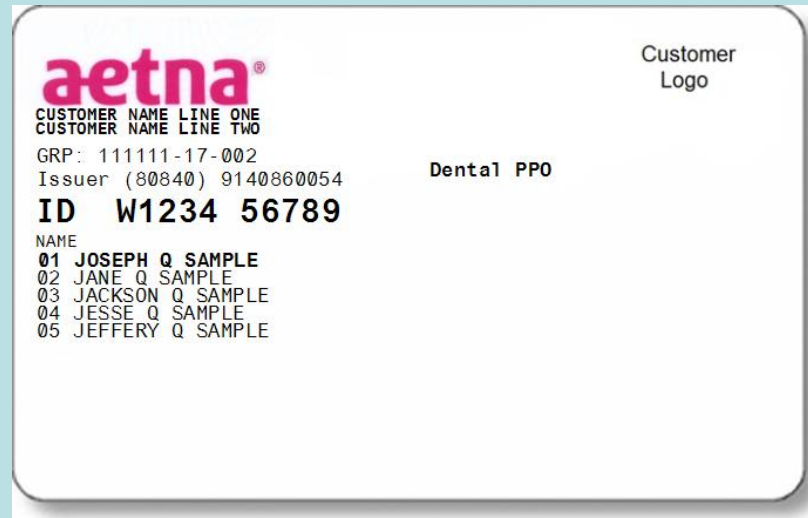 aetna®
Customer
Logo
CUSTOMER NAME LINE ONE
CUSTOMER NAME LINE TWO
GRP: 111111-17-002
Issuer (80840) 9140860054
Dental PPO
ID W1234 56789
NAME
01 JOSEPH Q SAMPLE
02 JANE Q SAMPLE
03 JACKSON Q SAMPLE
04 JESSE Q SAMPLE
05 JEFFERY Q SAMPLE